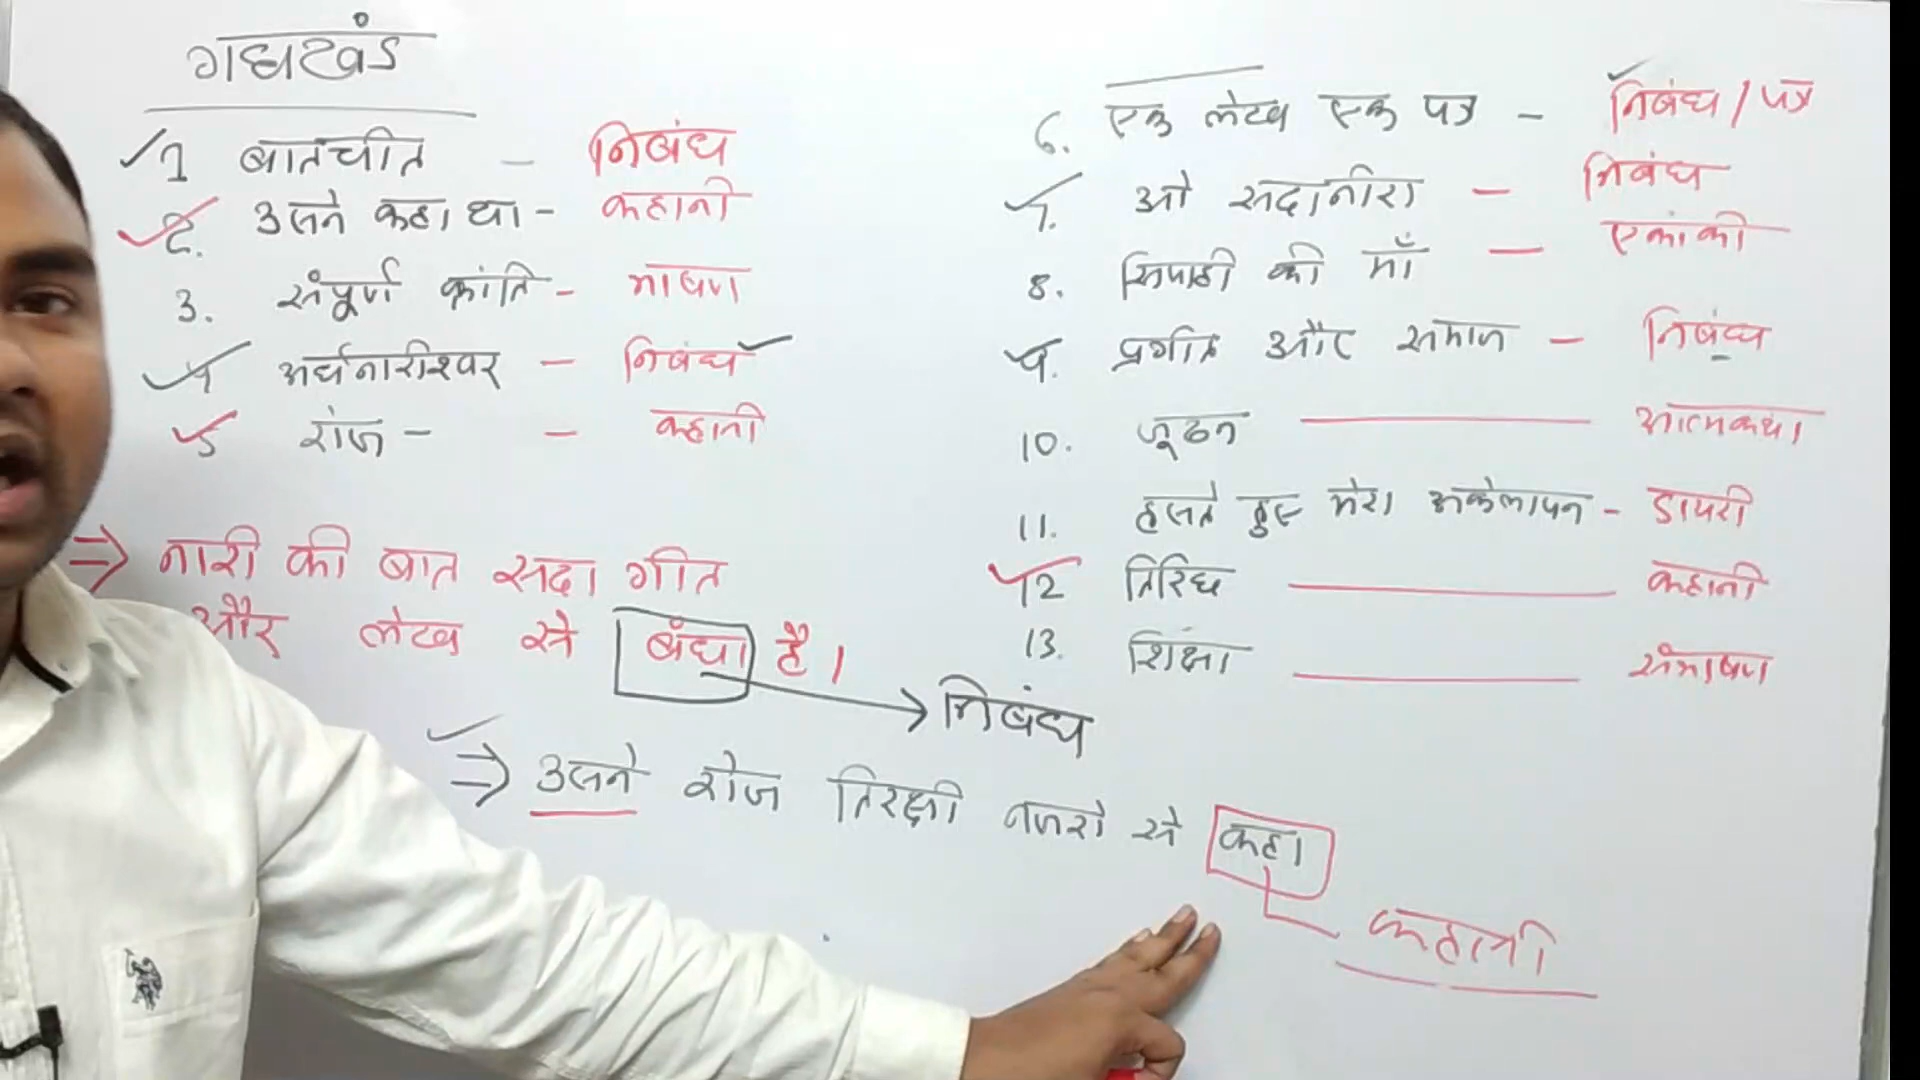 गद्यखंड
1 बातचीत - निबंध
2. उसने कहा था - कहानी
3. संपूर्ण क्रांति - भाषण
4 अर्धनारीश्वर - निबंध
5 रोज - - कहानी
6. एक लेख एक पत्र - निबंध / पत्र
7. ओ सदानीरा - निबंध
8. सिपाही की माँ - एकांकी
9. प्रगीत और समाज - निबंध
10. जूठन - आत्मकथा
11. हसते हुए मेरा अकेलापन - डायरी
12 तिरिछ - कहानी
13. शिक्षा - संभाषण
⇒ नारी की बात सदा गीत
और लेख से बंधा है।
→ निबंध
⇒ उसने रोज तिरछी नजरो से कहा
कहानी